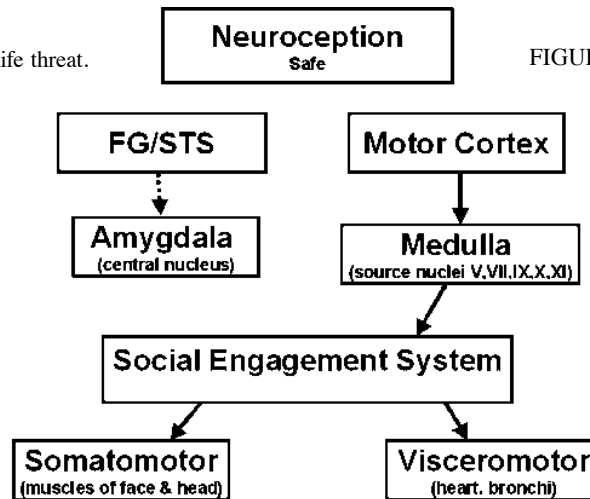 Neuroception
Safe
ife threat.
FIGU
FG/STS
Motor Cortex
Amygdala
(central nucleus)
Medulla
(source nuclei V,VII,IX,X,XI)
Social Engagement System
Somatomotor
(muscles of face & head)
Visceromotor
(heart. bronchi)